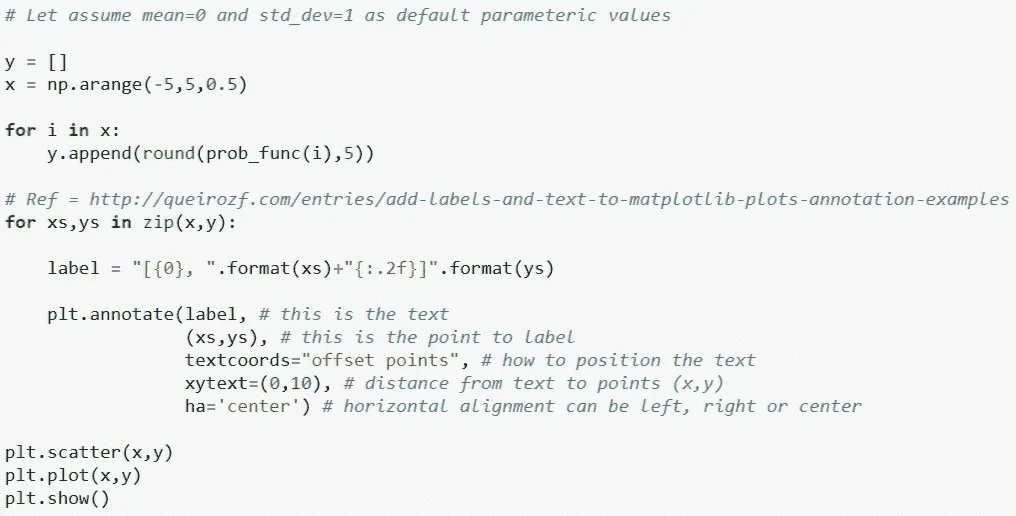 # Let assume mean=0 and std_dev=1 as default parameteric values
y = []
x = np.arange(-5,5,0.5)
for i in x:
    y.append(round(prob_func(i),5))
# Ref = http://queirozf.com/entries/add-labels-and-text-to-matplotlib-plots-annotation-examples
for xs,ys in zip(x,y):
    label = "[{0}, ".format(xs)+"{:.2f}]".format(ys)
    plt.annotate(label, # this is the text
                 (xs,ys), # this is the point to label
                 textcoords="offset points", # how to position the text
                 xytext=(0,10), # distance from text to points (x,y)
                 ha='center') # horizontal alignment can be left, right or center
plt.scatter(x,y)
plt.plot(x,y)
plt.show()